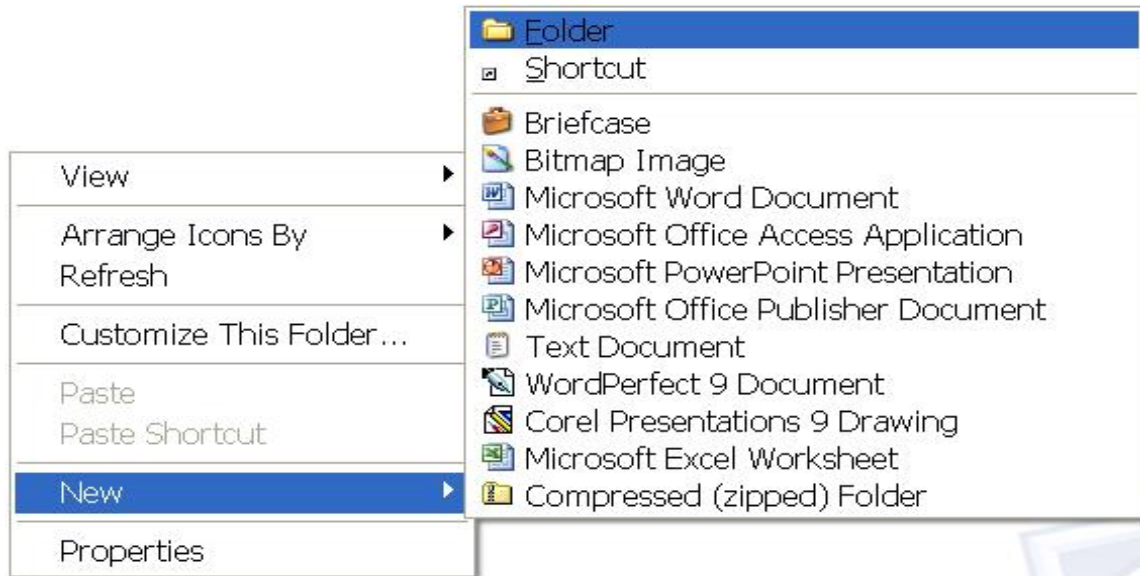 View
Arrange Icons By
Refresh
Customize This Folder...
Paste
Paste Shortcut
New
Properties
Folder
Shortcut
Briefcase
Bitmap Image
Microsoft Word Document
Microsoft Office Access Application
Microsoft PowerPoint Presentation
Microsoft Office Publisher Document
Text Document
WordPerfect 9 Document
Corel Presentations 9 Drawing
Microsoft Excel Worksheet
Compressed (zipped) Folder